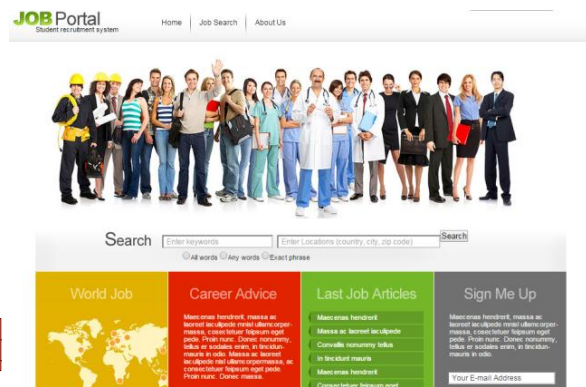 JOB Portal
Student recruitment system
Home
Job Search
About Us
Search
Enter keywords
Enter Locations (country, city, zip code)
Search
All words Any words Exact phrase
World Job
Career Advice
Maecenas hendrerit, massa ac
laoreet iaculipede mnisl ullamcorper-
massa, cosectetuer feipsum eget
pede. Proin nunc. Donec nonummy,
tellus er sodales enim, in tincidun-
mauris in odio. Massa ac laoreet
iaculipede nisl ullamcorpermassa, ac
consectetuer feipsum eget pede.
Proin nunc. Donec massa.
Last Job Articles
Maecenas hendrerit
Massa ac laoreet iaculipede
Convallis nonummy tellus
In tincidunt mauris
Maecenas hendrerit
Consectetuer feipsum eget
Sign Me Up
Maecenas hendrerit, massa ac
laoreet iaculipede mnisl ullamcorper-
massa, cosectetuer feipsum eget
pede. Proin nunc. Donec nonummy,
tellus er sodales enim, in tincidun-
mauris in odio.
Your E-mail Address